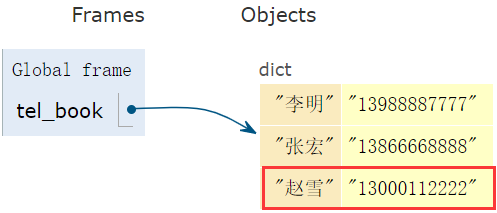 Frames Objects
Global frame
tel_book
dict
"李明" "13988887777"
"张宏" "13866668888"
"赵雪" "13000112222"